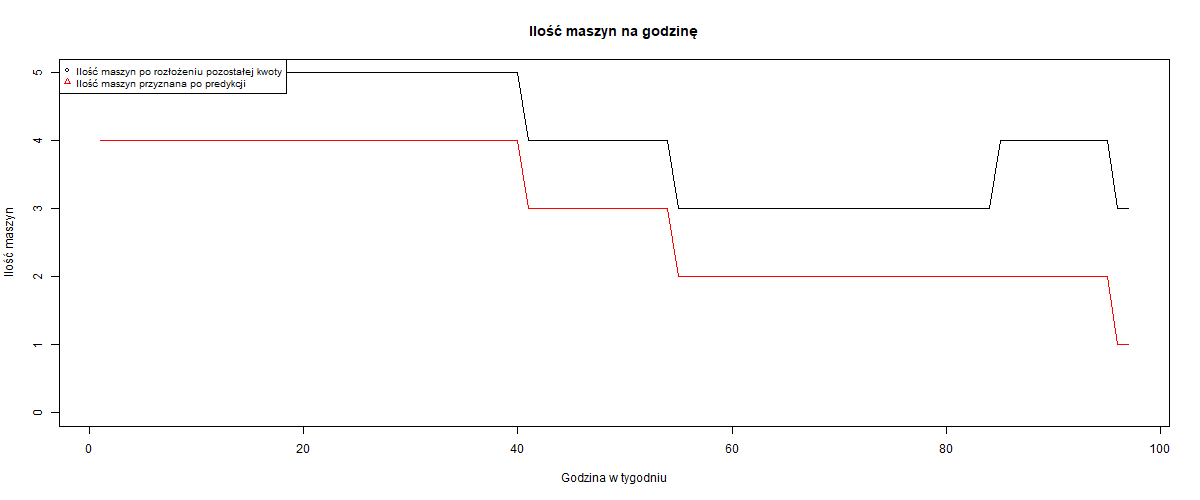 Ilość maszyn na godzinę
Ilość maszyn po rozłożeniu pozostałej kwoty
Ilość maszyn przyznana po predykcji
Ilość maszyn
5
4
3
2
1
0
0 20 40 60 80 100
Godzina w tygodniu